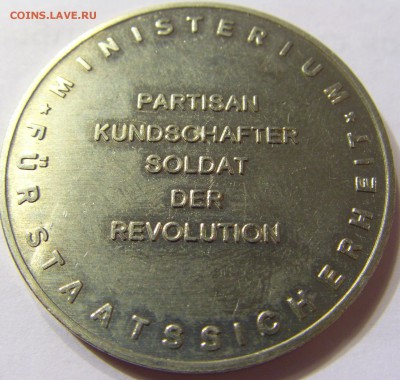 COINS.LAVE.RU
* MINISTERIUM *
FÜR STAATSSICHERHEIT
PARTISAN
KUNDSCHAFTER
SOLDAT
DER
REVOLUTION